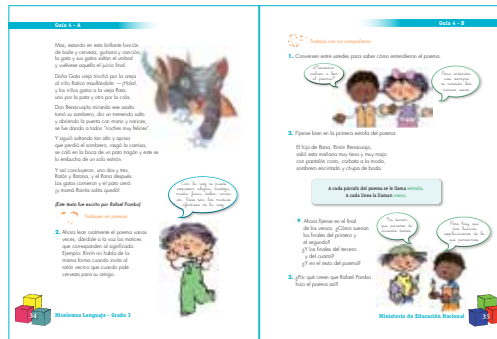 Guía 4 - A
Mas, estando en esta brillante función
de baile y cerveza, guitarra y canción,
la gata y sus gatos saltan el umbral
y vuélvese aquello el juicio final.
Doña Gata vieja trinchó por la oreja
al niño Ratico maullándole: —¡Hola!,
y los niños gatos a la vieja Rata,
uno por la pata y otro por la cola.
Don Renacuajito mirando ese asalto
tomó su sombrero, dio un tremendo salto
y abriendo la puerta con mano y narices,
se fue dando a todos "noches muy felices".
Y siguió saltando tan alto y aprisa
que perdió el sombrero, rasgó la camisa,
se coló en la boca de un pato tragón y este se
lo embucha de un solo estirón.
Y así concluyeron, uno dos y tres,
Ratón y Ratona, y el Rana después.
Los gatos comieron y el pato cenó
¡y mamá Ranita solita quedó!
(Este texto fue escrito por Rafael Pombo)
Trabajo en parejas
2. Ahora lean oralmente el poema varias
veces, dándole a la voz los matices
que corresponden al significado.
Ejemplo: Rinrín no habla de la
misma forma cuando invita al
ratón vecino que cuando pide
cerveza para su amigo.
34
Nivelemos Lenguaje - Grado 3
Guía 4 - B
Trabajo con tus compañeros
1. Conversen entre ustedes para saber cómo entendieron el poema.
2. Fíjense bien en la primera estrofa del poema:
El hijo de Rana, Rinrín Renacuajo,
salió esta mañana muy tieso y muy majo
con pantalón corto, corbata a la moda,
sombrero encintado y chupa de boda.
A cada párrafo del poema se le llama estrofa.
A cada línea la llaman verso.
Ahora fíjense en el final
de los versos. ¿Cómo suenan
los finales del primero y
el segundo?
¿Y los finales del tercero
y del cuarto?
¿Y en el resto del poema?
3. ¿Por qué creen que Rafael Pombo
hizo el poema así?
Ministerio de Educación Nacional
35